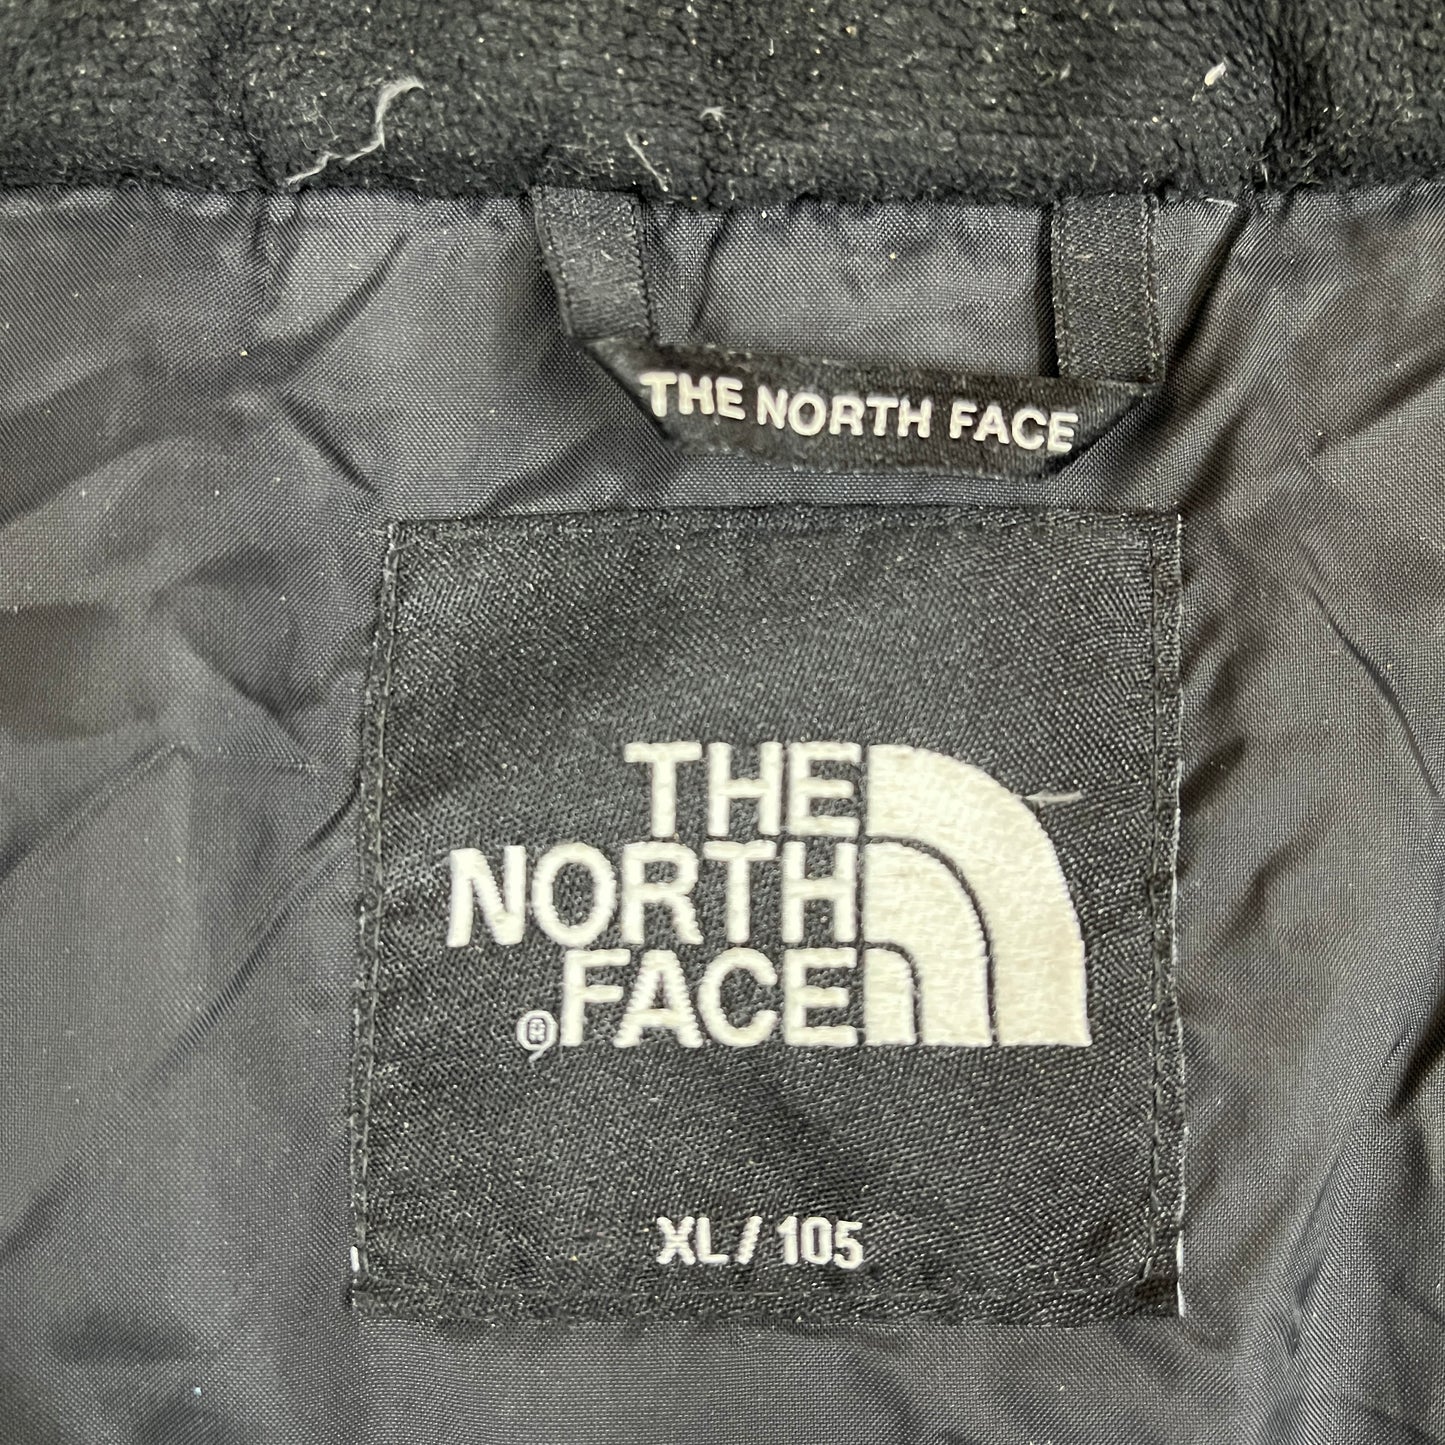 THE NORTH FACE
THE
NORTH
® FACE
XL / 105